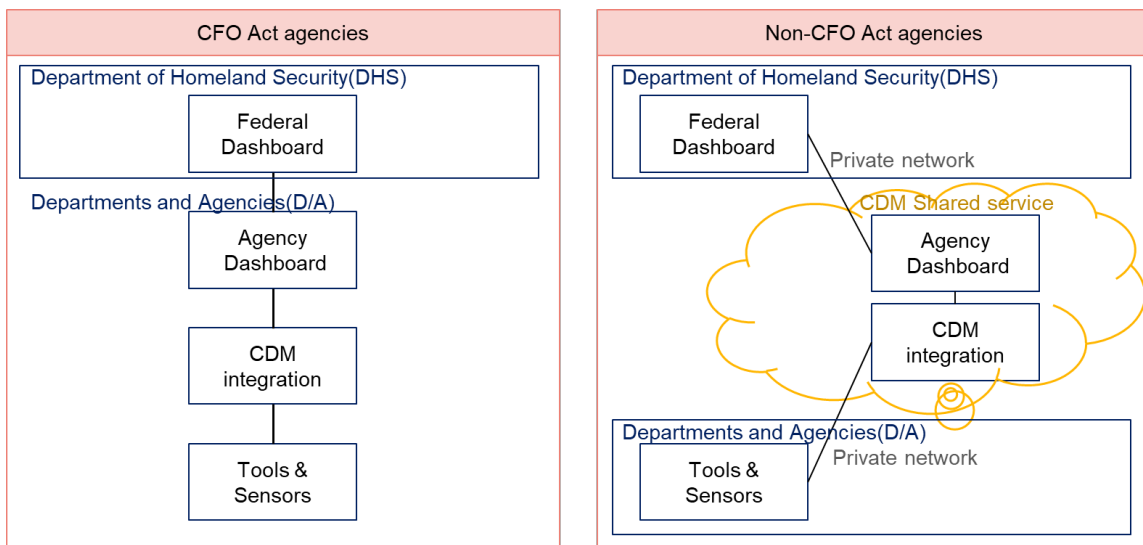 CFO Act agencies
Department of Homeland Security(DHS)
Federal
Dashboard
Departments and Agencies(D/A)
Agency
Dashboard
CDM
integration
Tools &
Sensors
Non-CFO Act agencies
Department of Homeland Security(DHS)
Federal
Dashboard
Private network
CDM Shared service
Agency
Dashboard
CDM
integration
Departments and Agencies(D/A)
Private network
Tools &
Sensors